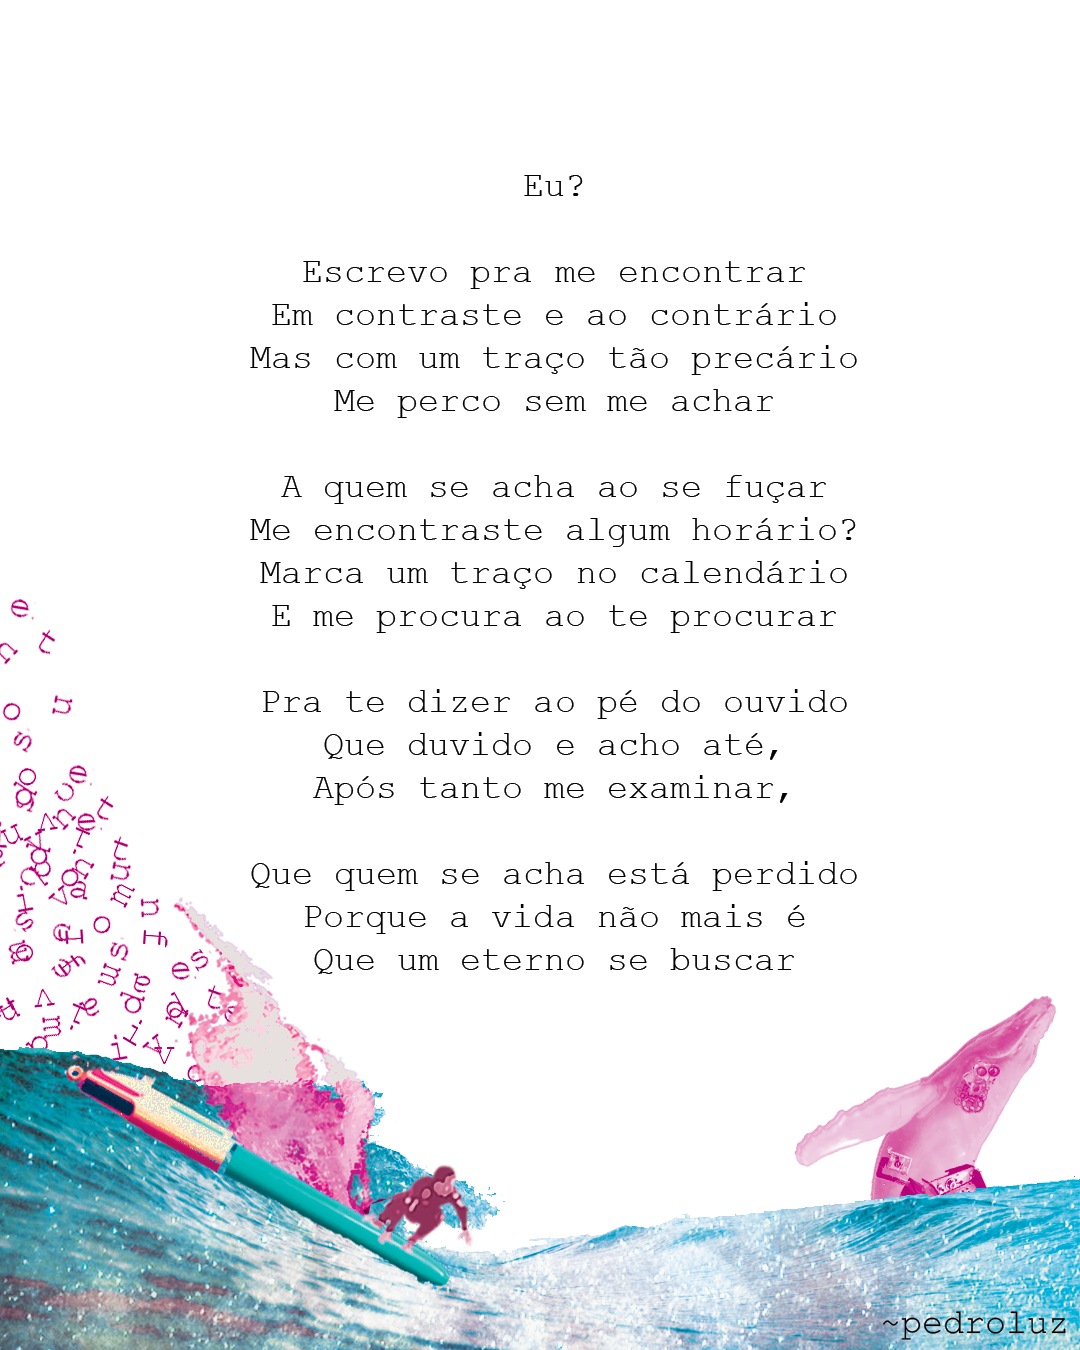 Eu?
Escrevo pra me encontrar
Em contraste e ao contrário
Mas com um traço tão precário
Me perco sem me achar
A quem se acha ao se fuçar
Me encontraste algum horário?
Marca um traço no calendário
E me procura ao te procurar
Pra te dizer ao pé do ouvido
Que duvido e acho até,
Após tanto me examinar,
Que quem se acha está perdido
Porque a vida não mais é
Que um eterno se buscar
~pedroluz